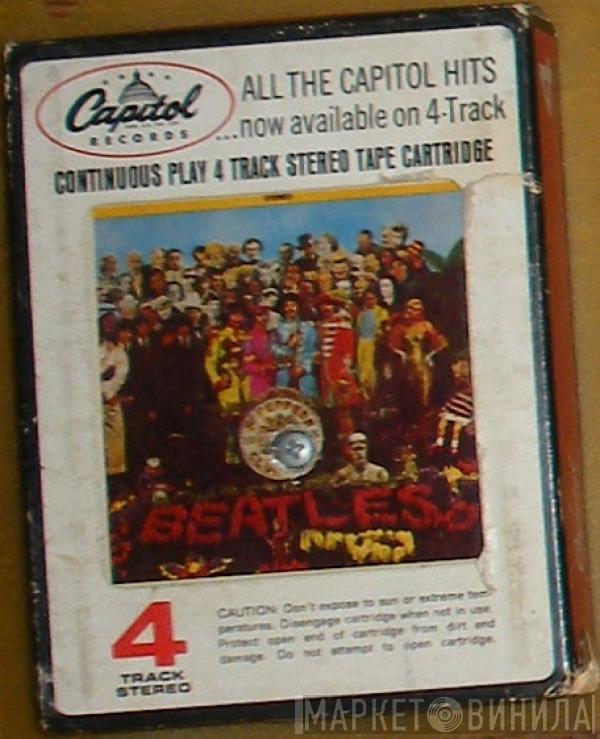 Capitol
RECORDS
ALL THE CAPITOL HITS
...now available on 4-Track
CONTINUOUS PLAY 4 TRACK STEREO TAPE CARTRIDGE
STEREO
BEATLES
4
TRACK
STEREO
CAUTION: Don't expose to sun or extreme tem-
peratures. Disengage cartridge when not in use.
Protect open end of cartridge from dirt and
damage. Do not attempt to open cartridge.
МАРКЕТ ВИНИЛА